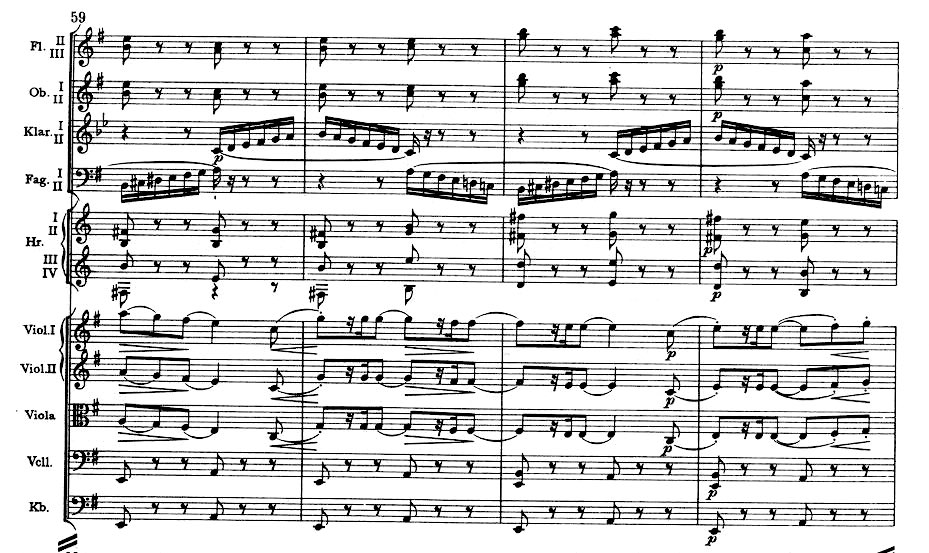 59
Fl. II
III
Ob. I
II
Klar. I
II
p
Fag. I
II
Hr. I
II
III
IV
p
p
p
p
Viol.I
Viol.II
Viola
Vcll.
Kb.
p
p
p
p
p